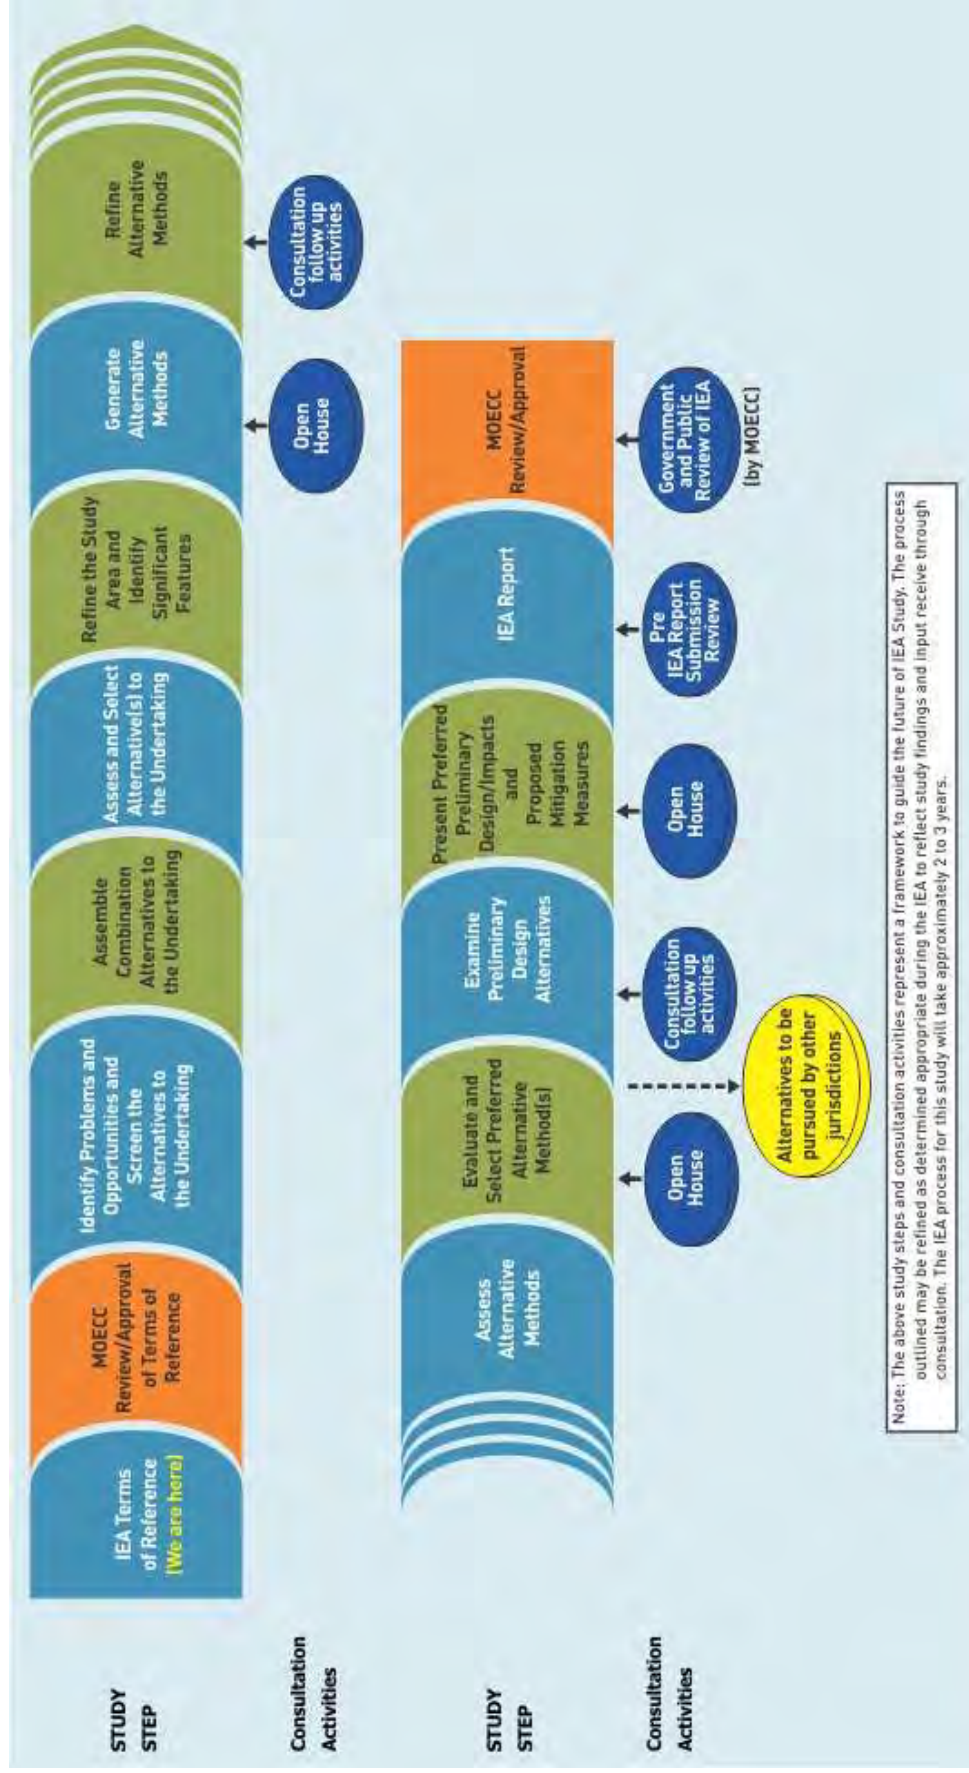 STUDY
STEP
IEA Terms
of Reference
(We are here)
MOECC
Review/Approval
of Terms of
Reference
Identify Problems and
Opportunities and
Screen the
Alternatives to
the Undertaking
Assemble
Combination
Alternatives to
the Undertaking
Assess and Select
Alternative(s) to
the Undertaking
Refine the Study
Area and
Identify
Significant
Features
Generate
Alternative
Methods
Refine
Alternative
Methods
Consultation
Activities
Open
House
Consultation
follow up
activities
STUDY
STEP
Assess
Alternative
Methods
Evaluate and
Select Preferred
Alternative
Method(s)
Examine
Preliminary
Design
Alternatives
Present Preferred
Preliminary
Design/Impacts
and
Proposed
Mitigation
Measures
IEA Report
MOECC
Review/Approval
Consultation
Activities
Open
House
Consultation
follow up
activities
Open
House
Pre
IEA Report
Submission
Review
Government
and Public
Review of IEA
(by MOECC)
Alternatives to be
pursued by other
jurisdictions
Note: The above study steps and consultation activities represent a framework to guide the future of IEA Study. The process
outlined may be refined as determined appropriate during the IEA to reflect study findings and input receive through
consultation. The IEA process for this study will take approximately 2 to 3 years.